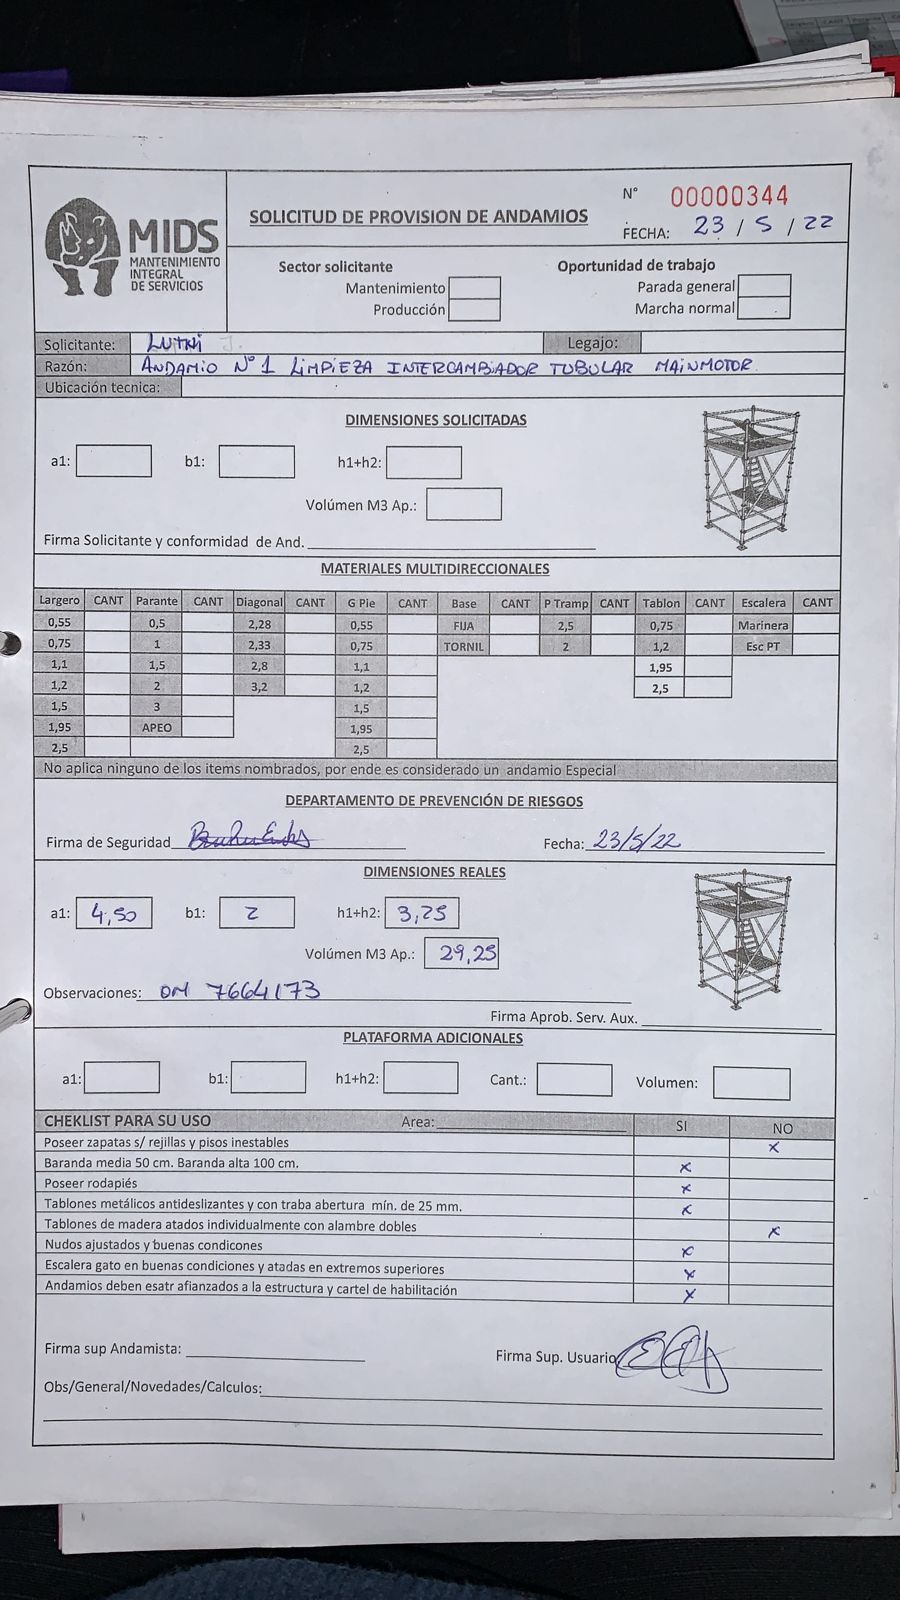 MIDS
MANTENIMIENTO
INTEGRAL
DE SERVICIOS
SOLICITUD DE PROVISION DE ANDAMIOS
N° 00000344
FECHA: 23 / 5 / 22
Sector solicitante
Mantenimiento
Producción
Oportunidad de trabajo
Parada general
Marcha normal
Solicitante: J. Legajo:
Razón: ANDAMIO N°1 LIMPIEZA INTERCAMBIADOR TUBULAR MAINMOTOR
Ubicación tecnica:
DIMENSIONES SOLICITADAS
a1: b1: h1+h2:
Volúmen M3 Ap.:
Firma Solicitante y conformidad de And.
MATERIALES MULTIDIRECCIONALES
Largero CANT Parante CANT Diagonal CANT G Pie CANT Base CANT P Tramp CANT Tablon CANT Escalera CANT
0,55 0,5 2,28 0,55 FIJA 2,5 0,75 Marinera
0,75 1 2,33 0,75 TORNIL 2 1,2 Esc PT
1,1 1,5 2,8 1,1 1,95
1,2 2 3,2 1,2 2,5
1,5 3 1,5
1,95 APEO 1,95
2,5 2,5
No aplica ninguno de los items nombrados, por ende es considerado un andamio Especial
DEPARTAMENTO DE PREVENCIÓN DE RIESGOS
Firma de Seguridad Fecha: 23/5/22
DIMENSIONES REALES
a1: 4,50 b1: 2 h1+h2: 3,25
Volúmen M3 Ap.: 29,25
Observaciones: OM 7664173
Firma Aprob. Serv. Aux.
PLATAFORMA ADICIONALES
a1: b1: h1+h2: Cant.: Volumen:
CHEKLIST PARA SU USO Area: SI NO
Poseer zapatas s/ rejillas y pisos inestables x
Baranda media 50 cm. Baranda alta 100 cm. x
Poseer rodapiés x
Tablones metálicos antideslizantes y con traba abertura mín. de 25 mm. x
Tablones de madera atados individualmente con alambre dobles x
Nudos ajustados y buenas condicones x
Escalera gato en buenas condiciones y atadas en extremos superiores x
Andamios deben esatr afianzados a la estructura y cartel de habilitación x
Firma sup Andamista:
Firma Sup. Usuario
Obs/General/Novedades/Calculos: